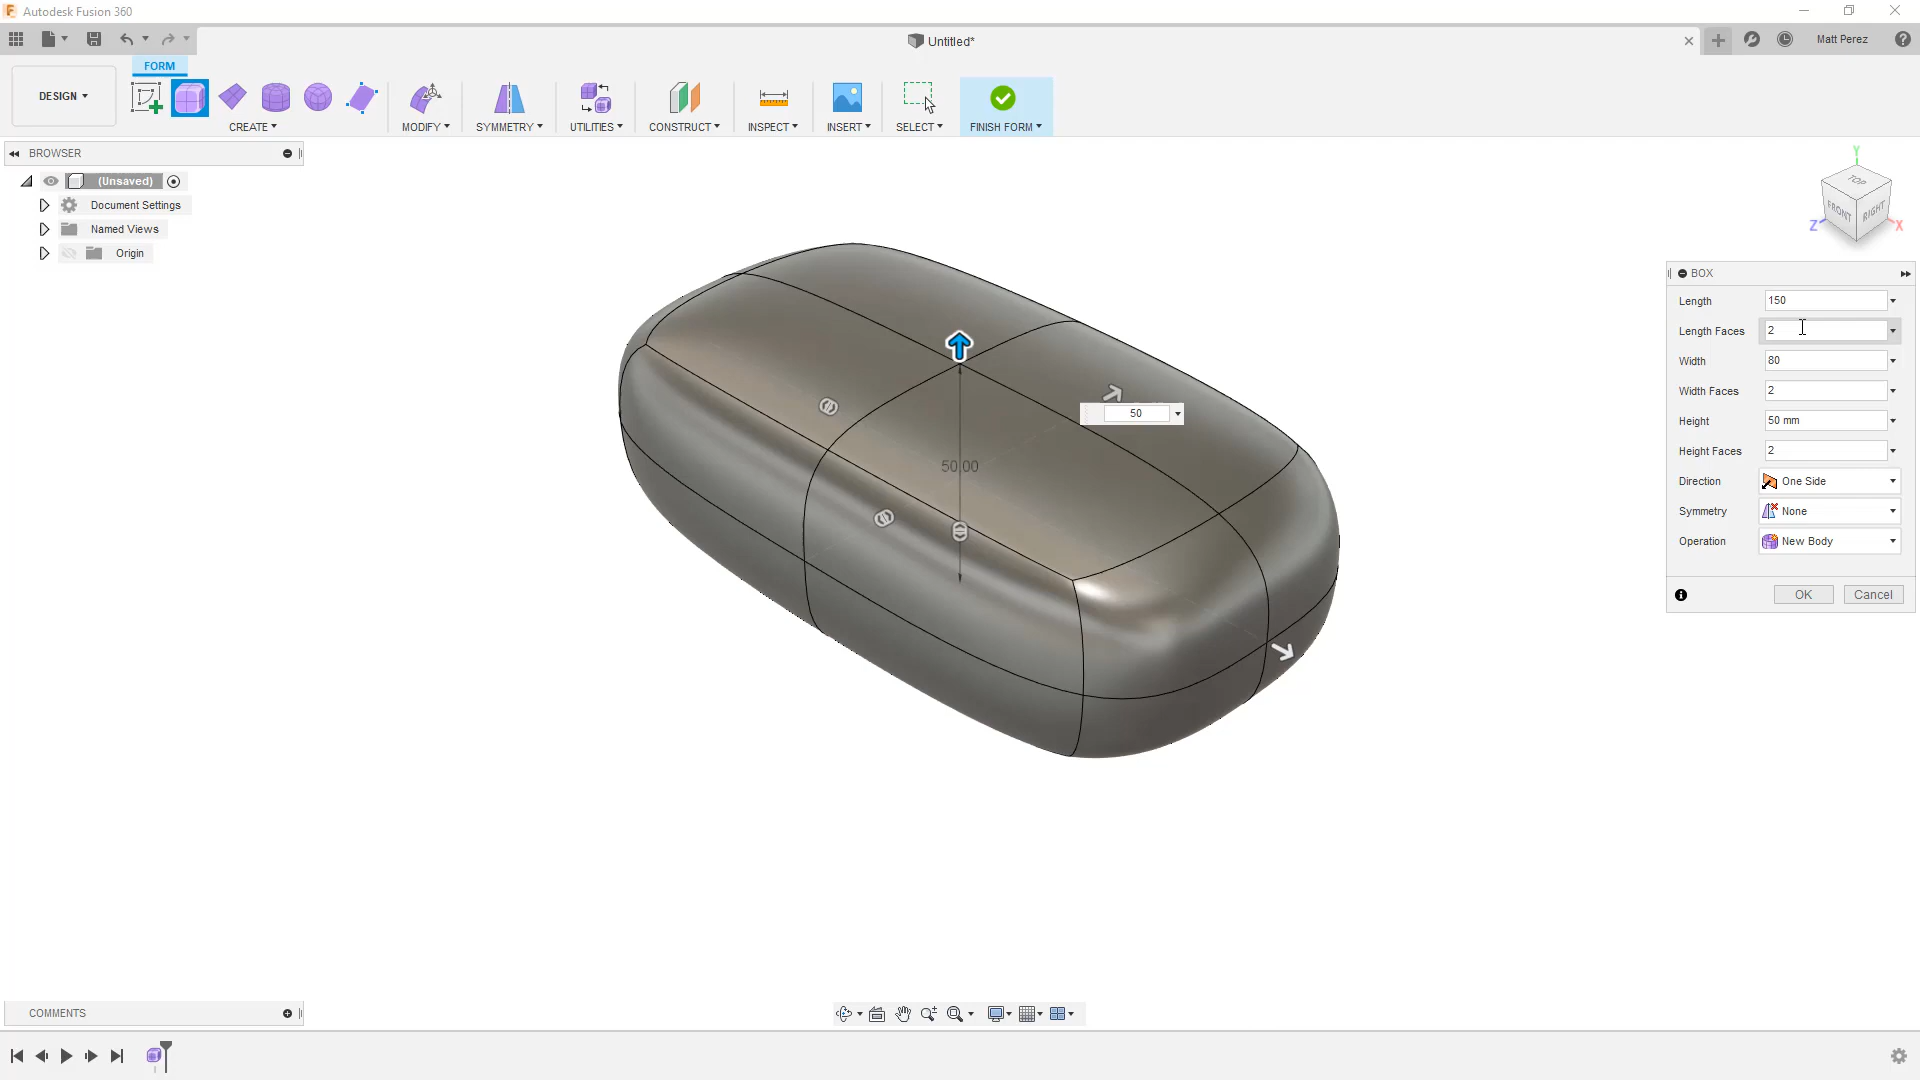 Autodesk Fusion 360
Untitled*
Matt Perez
FORM
DESIGN
CREATE
MODIFY
SYMMETRY
UTILITIES
CONSTRUCT
INSPECT
INSERT
SELECT
FINISH FORM
BROWSER
(Unsaved)
Document Settings
Named Views
Origin
Y
TOP
FRONT
RIGHT
Z
X
BOX
Length 150
Length Faces 2
Width 80
Width Faces 2
Height 50 mm
Height Faces 2
Direction One Side
Symmetry None
Operation New Body
OK Cancel
50
50.00
COMMENTS